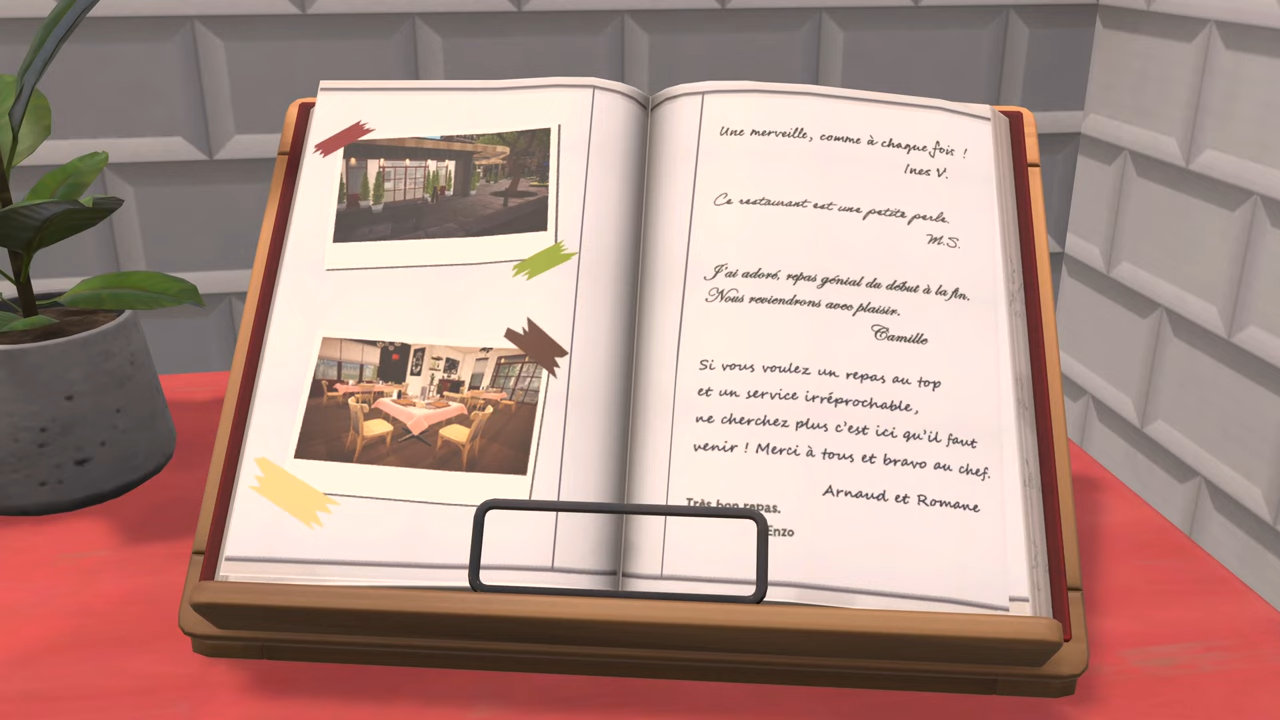 Une merveille, comme à chaque fois !
Ines V.
Ce restaurant est une petite perle.
M.S.
J'ai adoré, repas génial du début à la fin.
Nous reviendrons avec plaisir.
Camille
Si vous voulez un repas au top
et un service irréprochable,
ne cherchez plus c'est ici qu'il faut
venir ! Merci à tous et bravo au chef.
Arnaud et Romane
Très bon repas.
Enzo